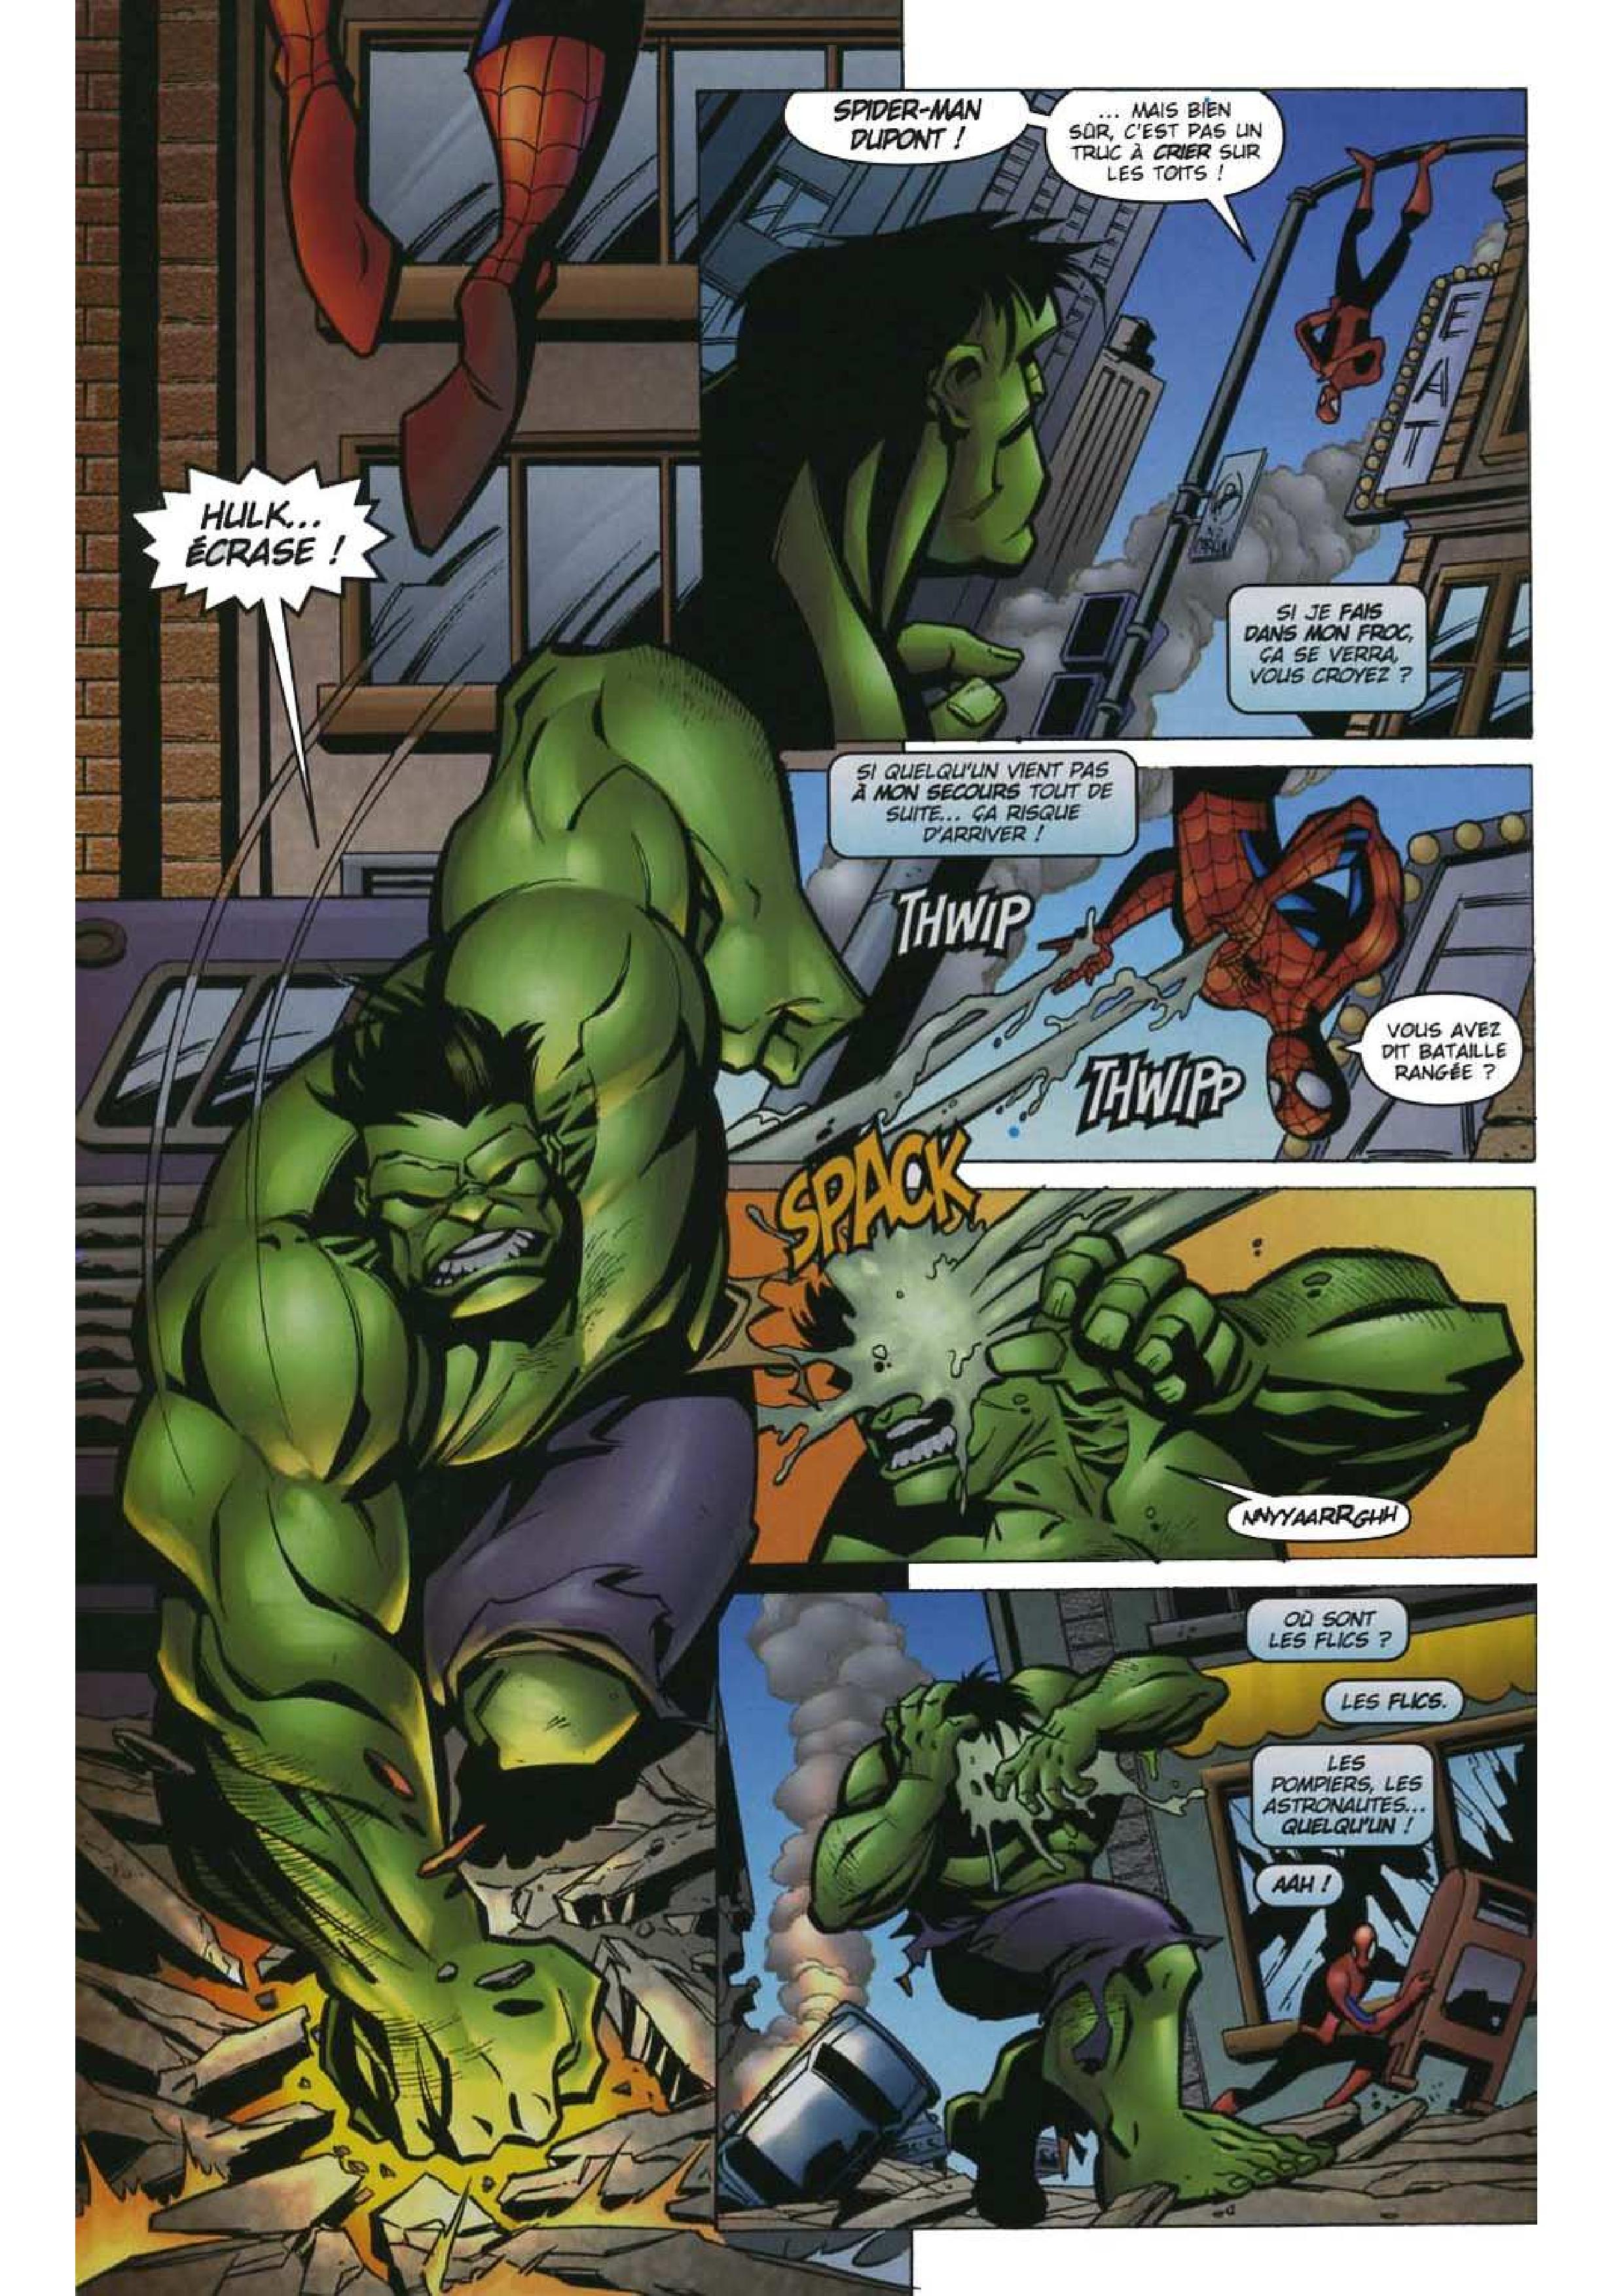 HULK...
ÉCRASE !
SPIDER-MAN
DUPONT !
... MAIS BIEN
SÛR, C'EST PAS UN
TRUC À CRIER SUR
LES TOITS !
EAT
SI JE FAIS
DANS MON FROC,
ÇA SE VERRA,
VOUS CROYEZ ?
SI QUELQU'UN VIENT PAS
À MON SECOURS TOUT DE
SUITE... ÇA RISQUE
D'ARRIVER !
THWIP
THWIPP
VOUS AVEZ
DIT BATAILLE
RANGÉE ?
SPACK
NNYYAARRGHH
OÙ SONT
LES FLICS ?
LES FLICS.
LES
POMPIERS, LES
ASTRONAUTES...
QUELQU'UN !
AAH !